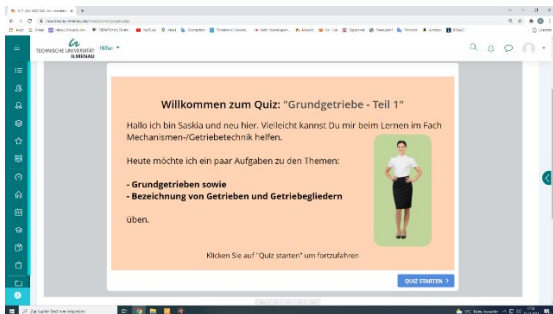 TECHNISCHE UNIVERSITÄT
ILMENAU
Hilfen
Willkommen zum Quiz: "Grundgetriebe - Teil 1"
Hallo ich bin Saskia und neu hier. Vielleicht kannst Du mir beim Lernen im Fach
Mechanismen-/Getriebetechnik helfen.
Heute möchte ich ein paar Aufgaben zu den Themen:
- Grundgetrieben sowie
- Bezeichnung von Getrieben und Getriebegliedern
üben.
Klicken Sie auf "Quiz starten" um fortzufahren
QUIZ STARTEN